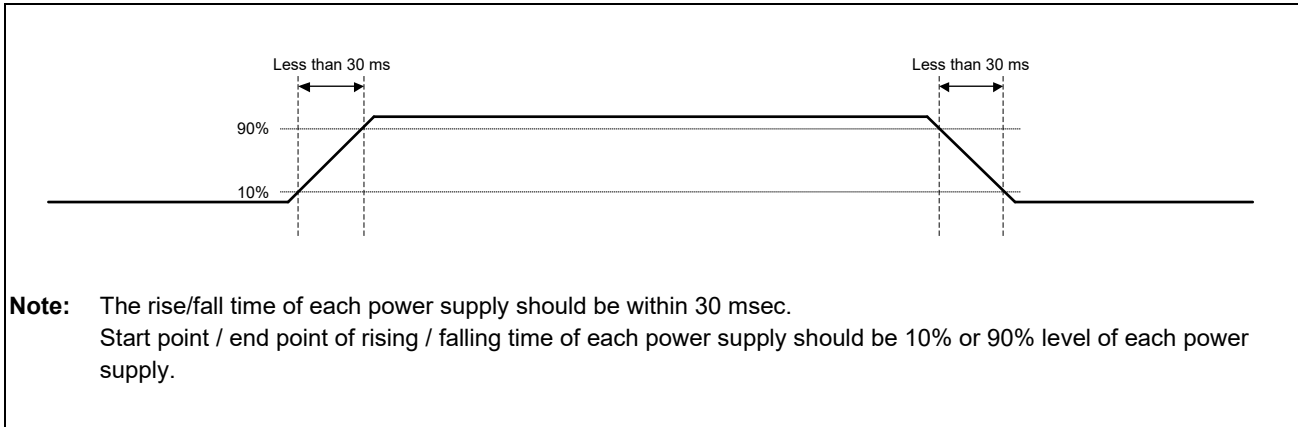 Less than 30 ms
Less than 30 ms
90%
10%
Note: The rise/fall time of each power supply should be within 30 msec.
Start point / end point of rising / falling time of each power supply should be 10% or 90% level of each power
supply.